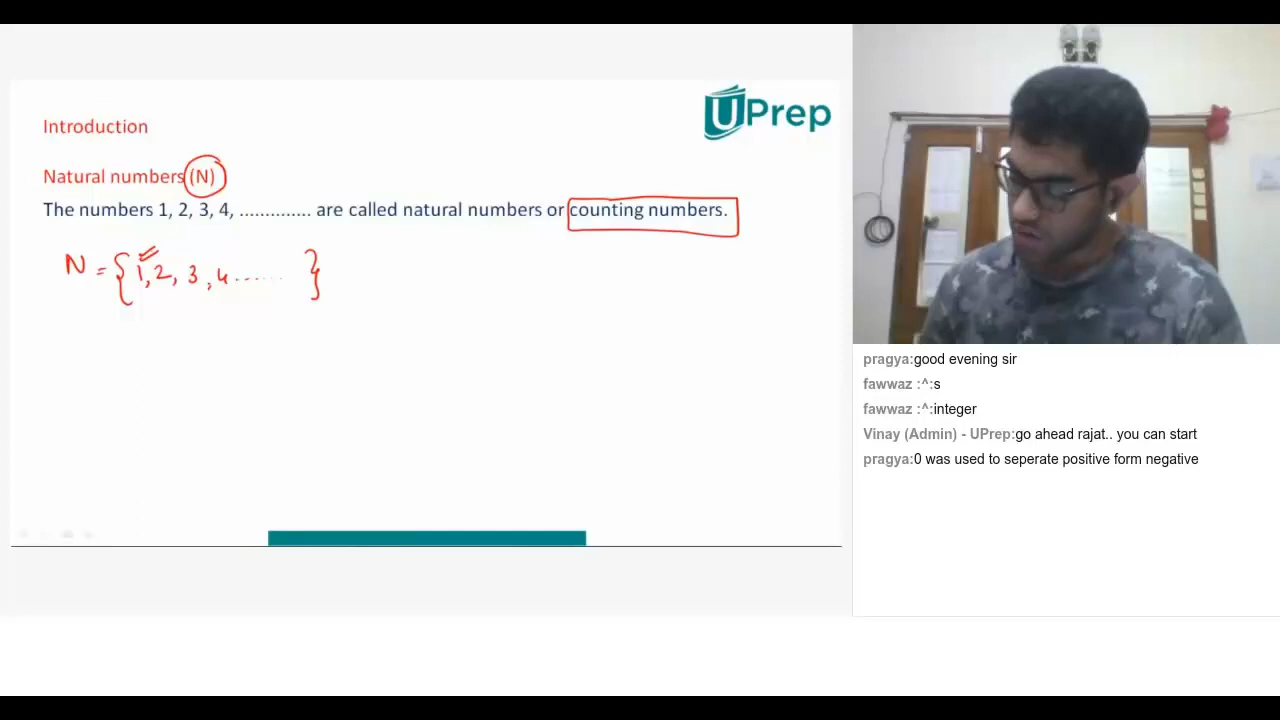 UPrep
Introduction
Natural numbers (N)
The numbers 1, 2, 3, 4, .............. are called natural numbers or counting numbers.
N = {1, 2, 3, 4 ...... }
pragya:good evening sir
fawwaz :^:s
fawwaz :^:integer
Vinay (Admin) - UPrep:go ahead rajat.. you can start
pragya:0 was used to seperate positive form negative